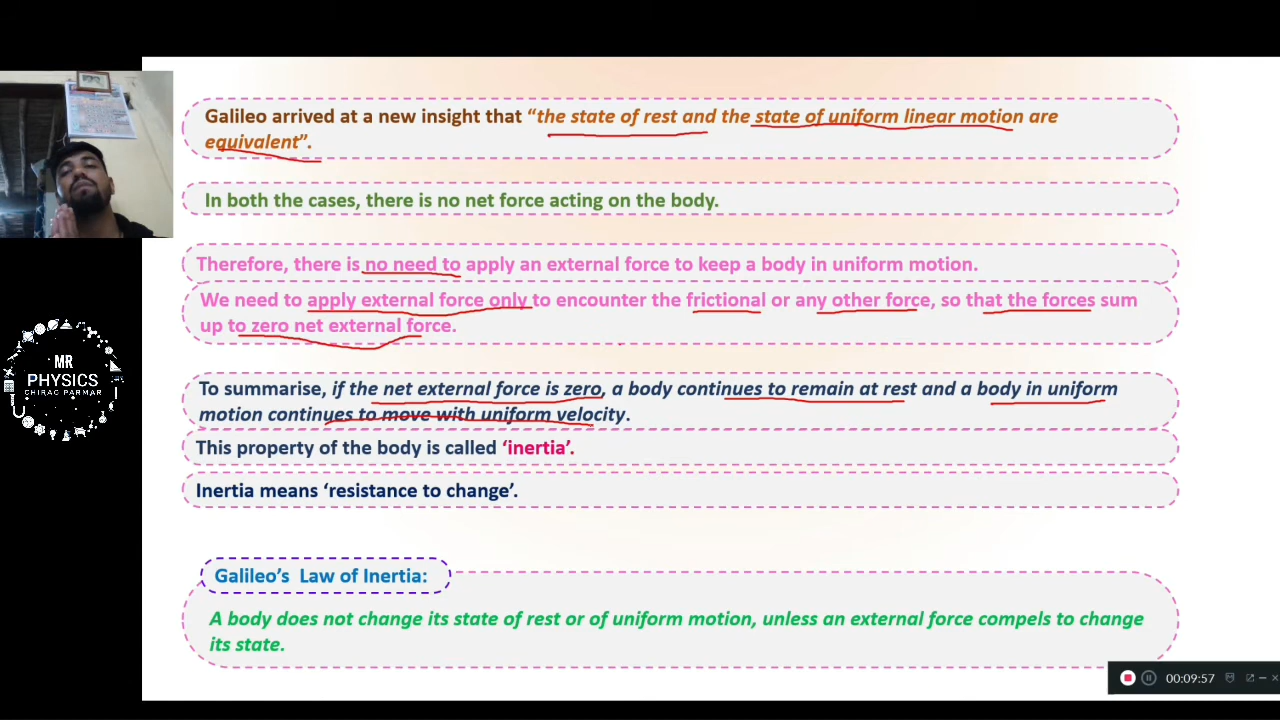 Galileo arrived at a new insight that “the state of rest and the state of uniform linear motion are
equivalent”.
In both the cases, there is no net force acting on the body.
Therefore, there is no need to apply an external force to keep a body in uniform motion.
We need to apply external force only to encounter the frictional or any other force, so that the forces sum
up to zero net external force.
MR
PHYSICS
CHIRAG PARMAR
To summarise, if the net external force is zero, a body continues to remain at rest and a body in uniform
motion continues to move with uniform velocity.
This property of the body is called ‘inertia’.
Inertia means ‘resistance to change’.
Galileo’s Law of Inertia:
A body does not change its state of rest or of uniform motion, unless an external force compels to change
its state.
00:09:57